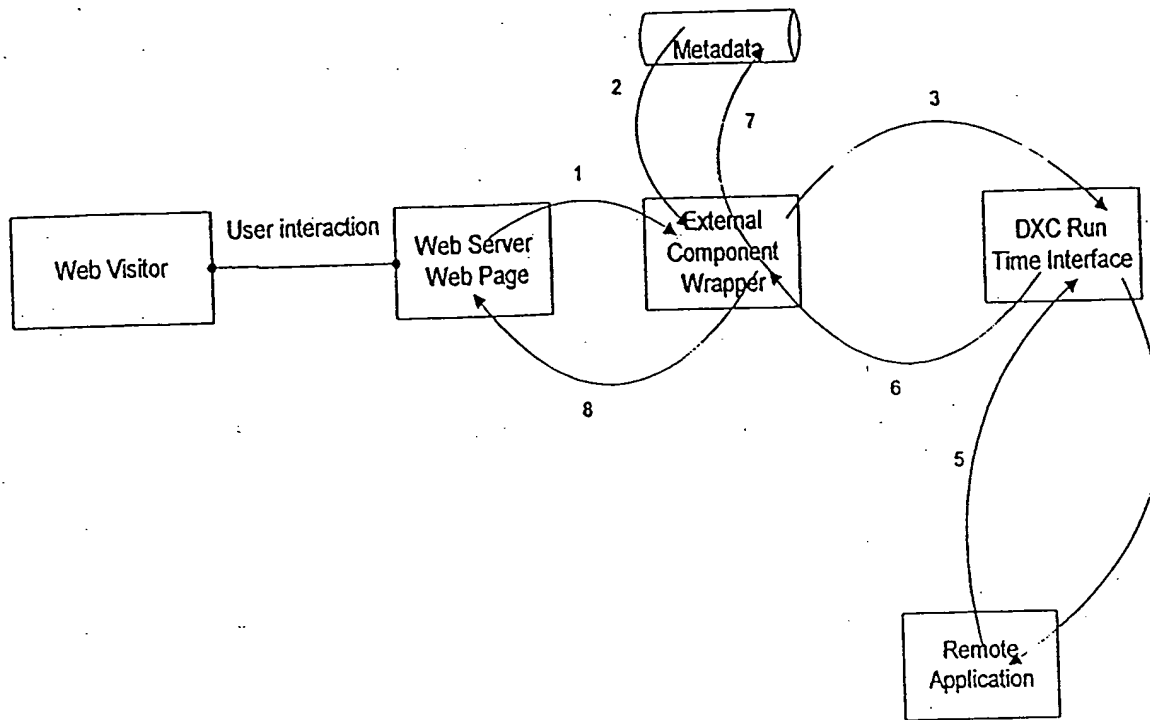 Metadata
2
7
3
1
User interaction
Web Visitor
Web Server
Web Page
External
Component
Wrapper
DXC Run
Time Interface
6
8
5
Remote
Application